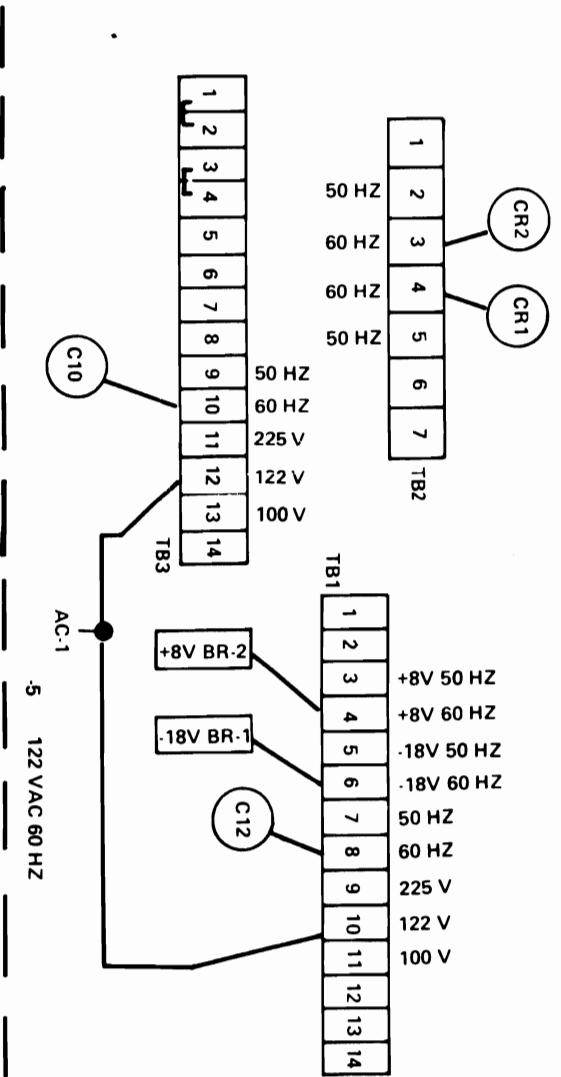 1
2
3
4
5
6
7
8
9
10
11
12
13
14
TB3
50 HZ
60 HZ
225 V
122 V
100 V
C10
1
2
3
4
5
6
7
TB2
50 HZ
60 HZ
60 HZ
50 HZ
CR2
CR1
TB1
1
2
3
4
5
6
7
8
9
10
11
12
13
14
+8V 50 HZ
+8V 60 HZ
-18V 50 HZ
-18V 60 HZ
50 HZ
60 HZ
225 V
122 V
100 V
+8V BR-2
-18V BR-1
C12
AC-1
-5 122 VAC 60 HZ